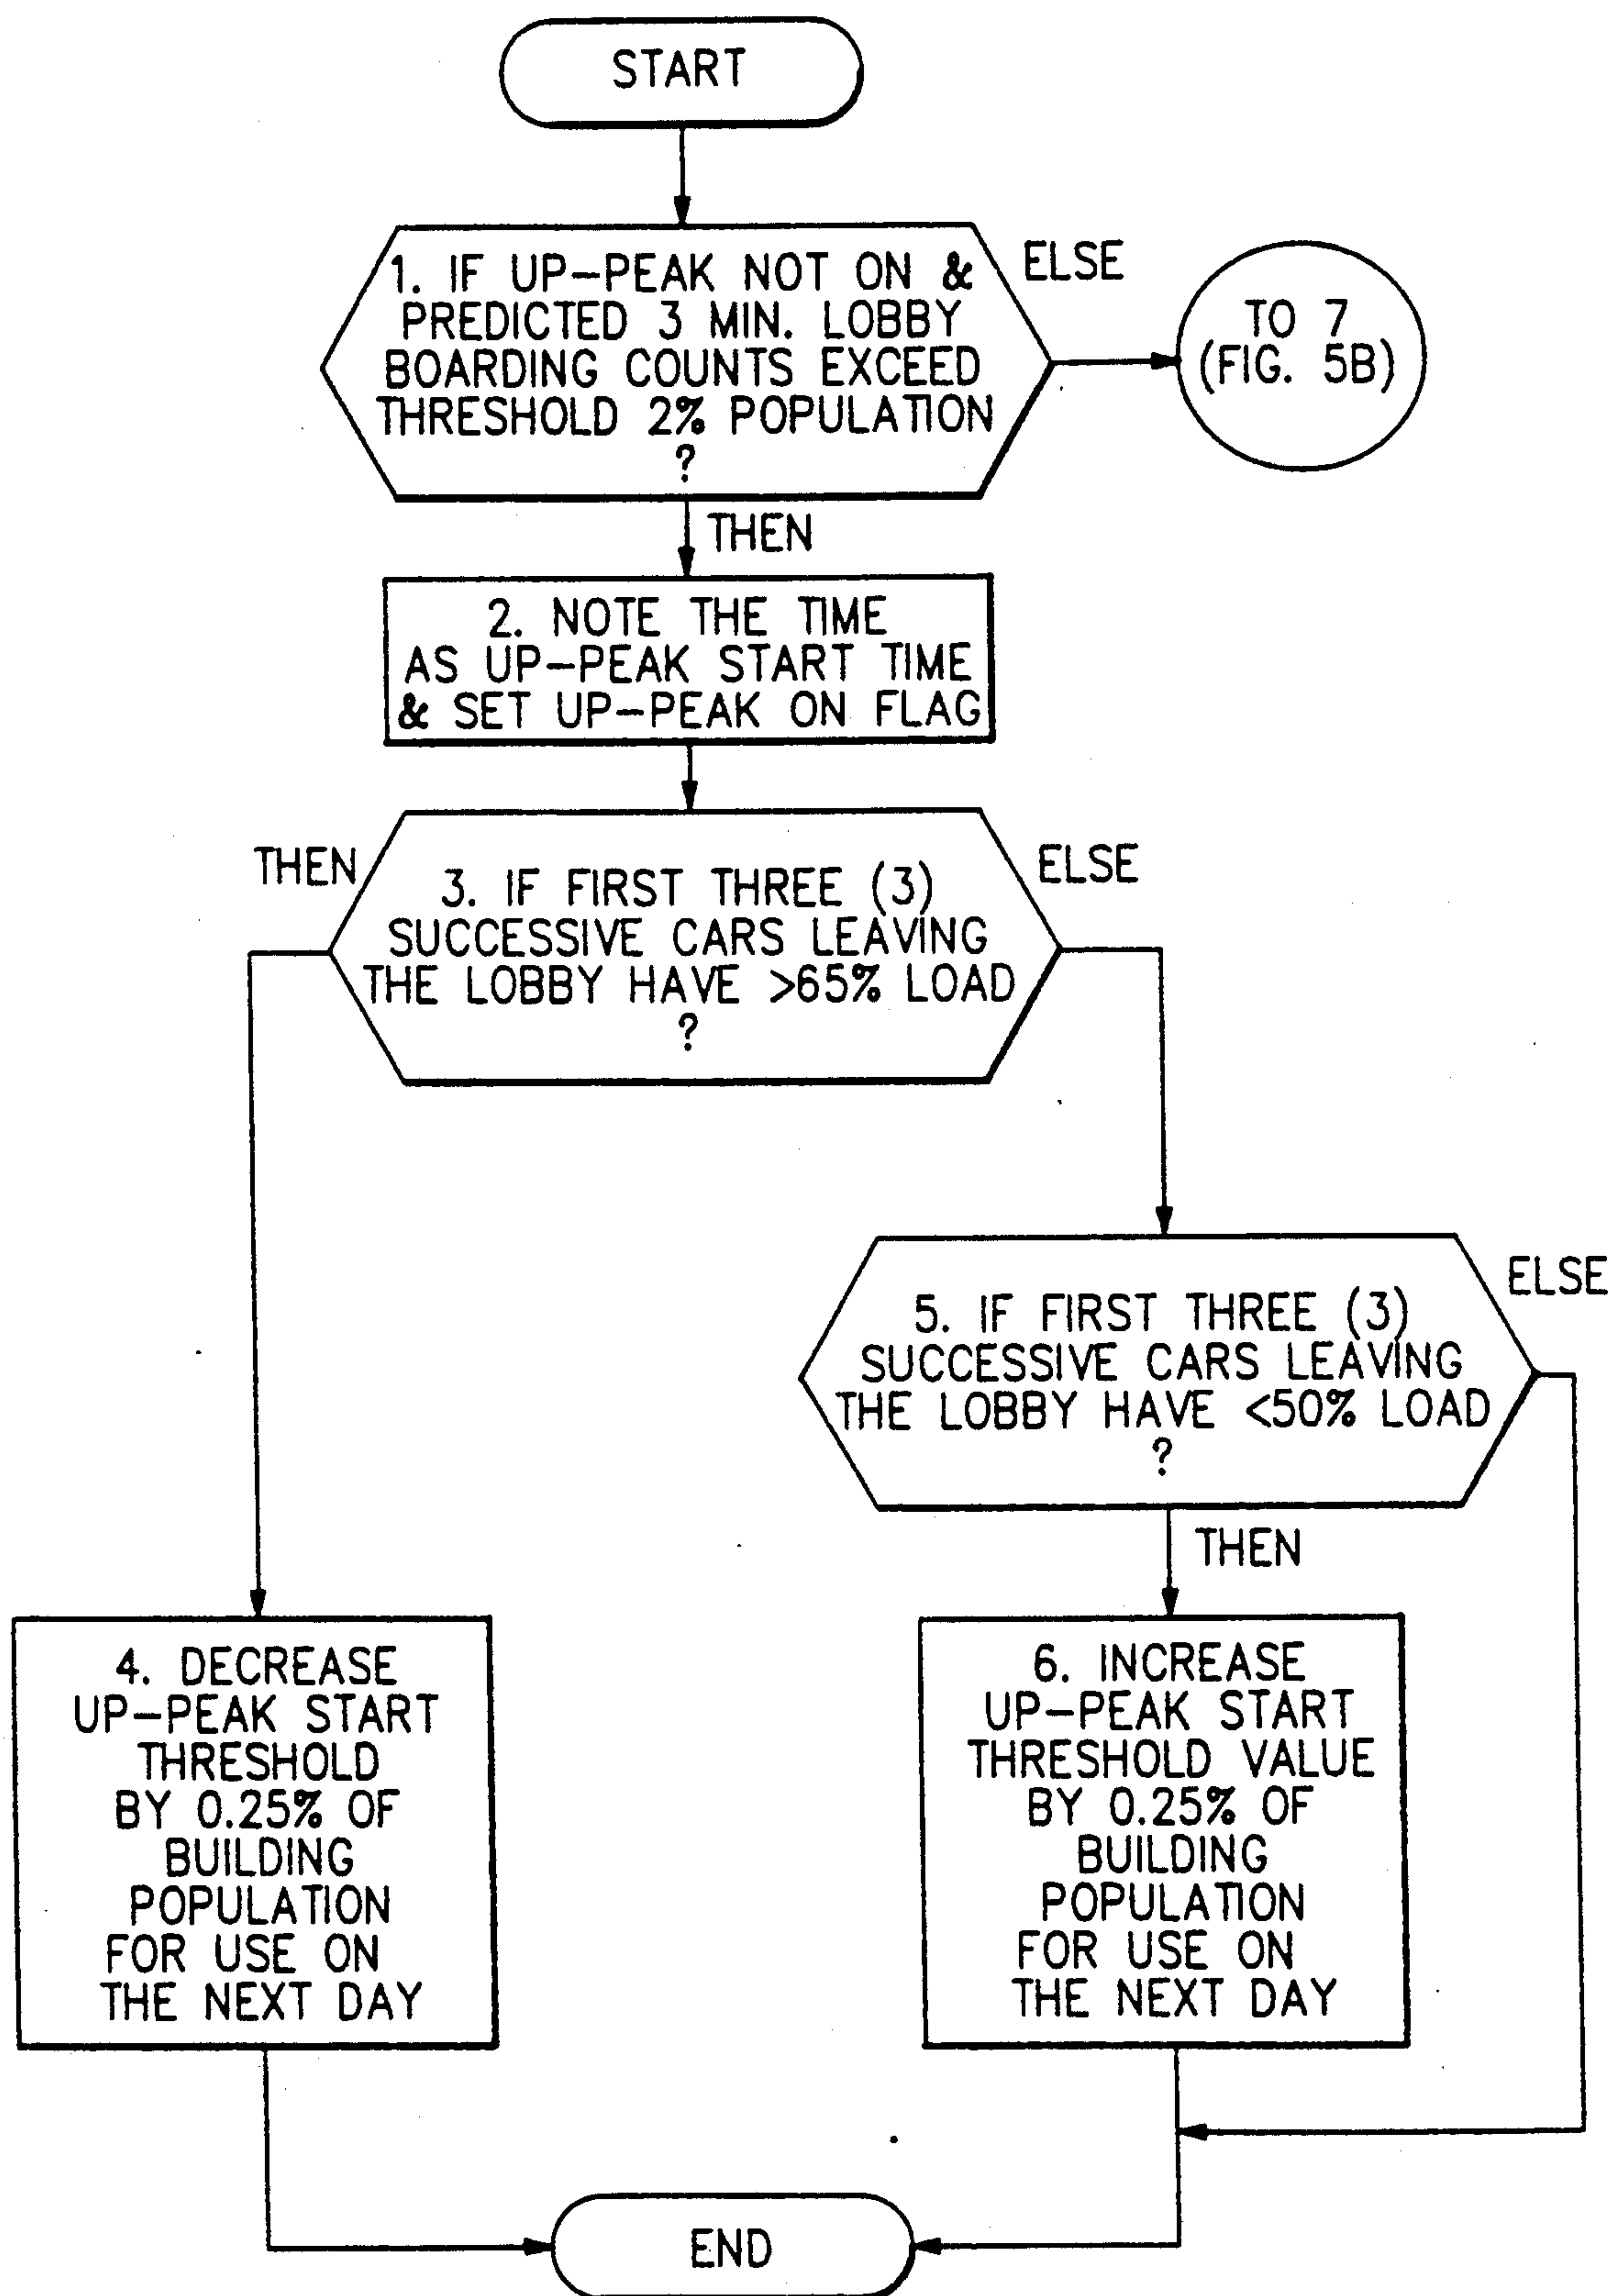 START
1. IF UP-PEAK NOT ON &
PREDICTED 3 MIN. LOBBY
BOARDING COUNTS EXCEED
THRESHOLD 2% POPULATION
?
ELSE
TO 7
(FIG. 5B)
THEN
2. NOTE THE TIME
AS UP-PEAK START TIME
& SET UP-PEAK ON FLAG
THEN
3. IF FIRST THREE (3)
SUCCESSIVE CARS LEAVING
THE LOBBY HAVE >65% LOAD
?
ELSE
5. IF FIRST THREE (3)
SUCCESSIVE CARS LEAVING
THE LOBBY HAVE <50% LOAD
?
ELSE
THEN
4. DECREASE
UP-PEAK START
THRESHOLD
BY 0.25% OF
BUILDING
POPULATION
FOR USE ON
THE NEXT DAY
6. INCREASE
UP-PEAK START
THRESHOLD VALUE
BY 0.25% OF
BUILDING
POPULATION
FOR USE ON
THE NEXT DAY
END